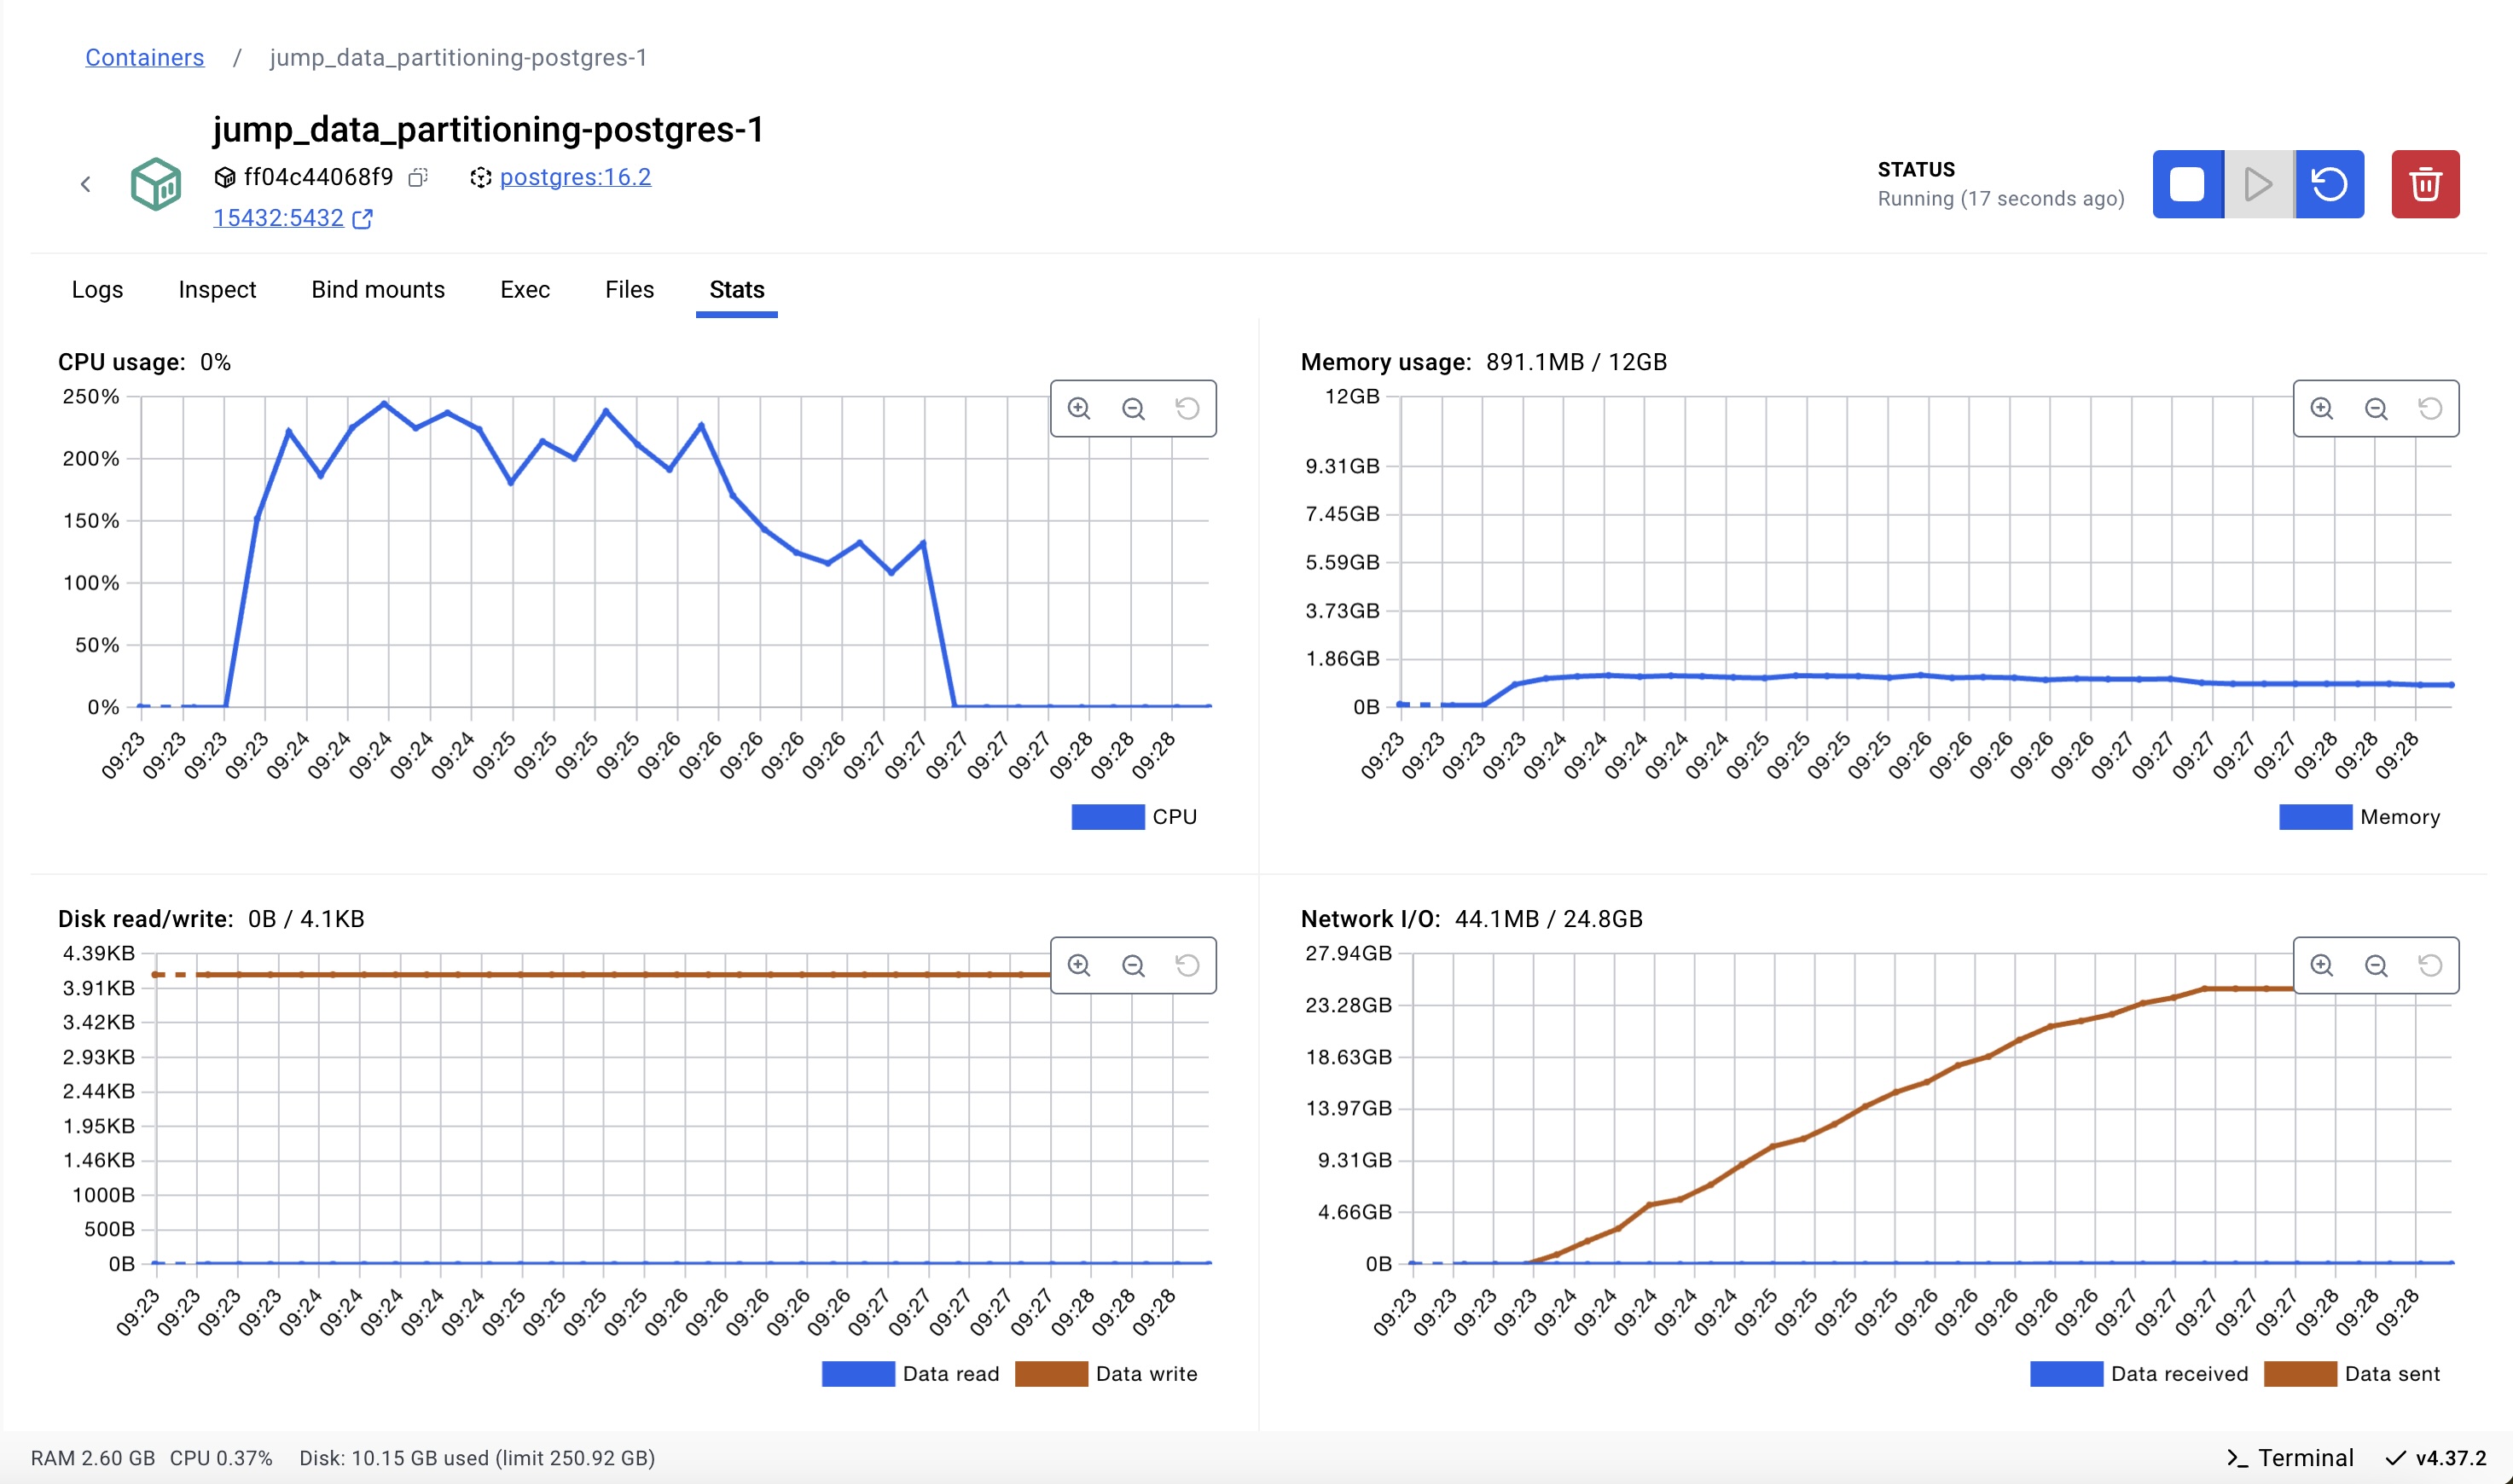 Containers / jump_data_partitioning-postgres-1
jump_data_partitioning-postgres-1
ff04c44068f9 postgres:16.2
15432:5432
STATUS
Running (17 seconds ago)
Logs Inspect Bind mounts Exec Files Stats
CPU usage: 0%
250%
200%
150%
100%
50%
0%
09:23 09:23 09:23 09:23 09:24 09:24 09:24 09:24 09:24 09:25 09:25 09:25 09:25 09:26 09:26 09:26 09:26 09:26 09:27 09:27 09:27 09:27 09:27 09:28 09:28 09:28
CPU
Memory usage: 891.1MB / 12GB
12GB
9.31GB
7.45GB
5.59GB
3.73GB
1.86GB
0B
09:23 09:23 09:23 09:23 09:24 09:24 09:24 09:24 09:24 09:25 09:25 09:25 09:25 09:26 09:26 09:26 09:26 09:26 09:27 09:27 09:27 09:27 09:27 09:28 09:28 09:28
Memory
Disk read/write: 0B / 4.1KB
4.39KB
3.91KB
3.42KB
2.93KB
2.44KB
1.95KB
1.46KB
1000B
500B
0B
09:23 09:23 09:23 09:23 09:24 09:24 09:24 09:24 09:24 09:25 09:25 09:25 09:25 09:26 09:26 09:26 09:26 09:26 09:27 09:27 09:27 09:27 09:27 09:28 09:28 09:28
Data read Data write
Network I/O: 44.1MB / 24.8GB
27.94GB
23.28GB
18.63GB
13.97GB
9.31GB
4.66GB
0B
09:23 09:23 09:23 09:23 09:24 09:24 09:24 09:24 09:24 09:25 09:25 09:25 09:25 09:26 09:26 09:26 09:26 09:26 09:27 09:27 09:27 09:27 09:27 09:28 09:28 09:28
Data received Data sent
RAM 2.60 GB CPU 0.37% Disk: 10.15 GB used (limit 250.92 GB) Terminal v4.37.2